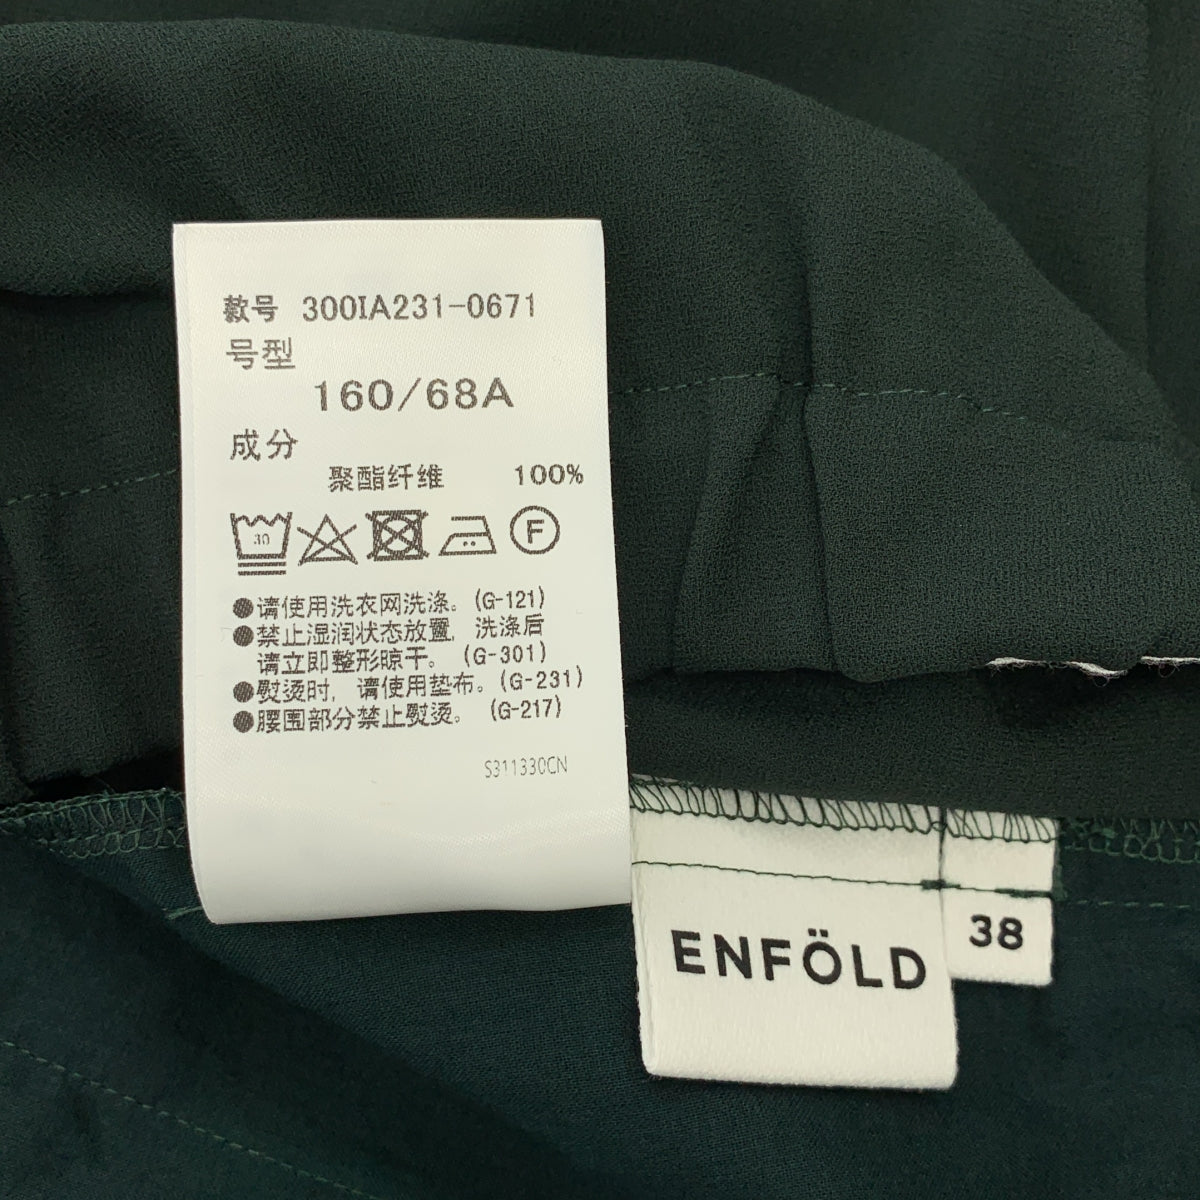 款号 300IA231-0671
号型
160/68A
成分
聚酯纤维 100%
30
F
●请使用洗衣网洗涤。(G-121)
●禁止湿润状态放置，洗涤后
请立即整形晾干。(G-301)
●熨烫时，请使用垫布。(G-231)
●腰围部分禁止熨烫。(G-217)
S311330CN
ENFÖLD
38